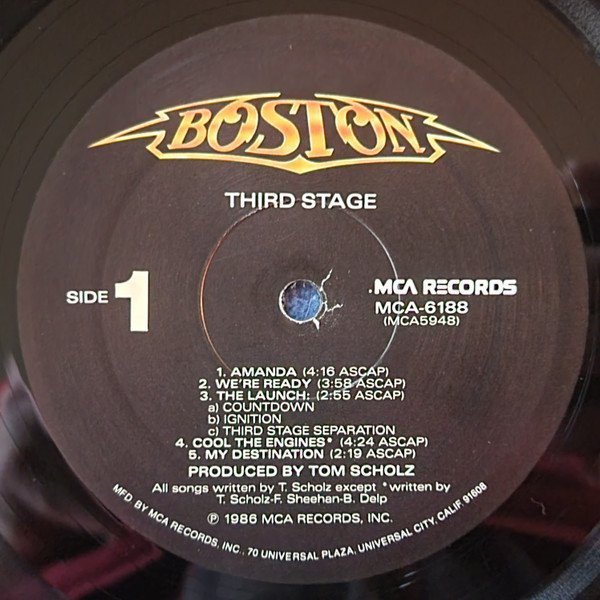 BOSTON
THIRD STAGE
SIDE 1
MCA RECORDS
MCA-6188
(MCA5948)
1. AMANDA (4:16 ASCAP)
2. WE'RE READY (3:58 ASCAP)
3. THE LAUNCH: (2:55 ASCAP)
a) COUNTDOWN
b) IGNITION
c) THIRD STAGE SEPARATION
4. COOL THE ENGINES* (4:24 ASCAP)
5. MY DESTINATION (2:19 ASCAP)
PRODUCED BY TOM SCHOLZ
All songs written by T. Scholz except *written by
T. Scholz-F. Sheehan-B. Delp
℗ 1986 MCA RECORDS, INC.
MFD. BY MCA RECORDS, INC., 70 UNIVERSAL PLAZA, UNIVERSAL CITY, CALIF. 91608